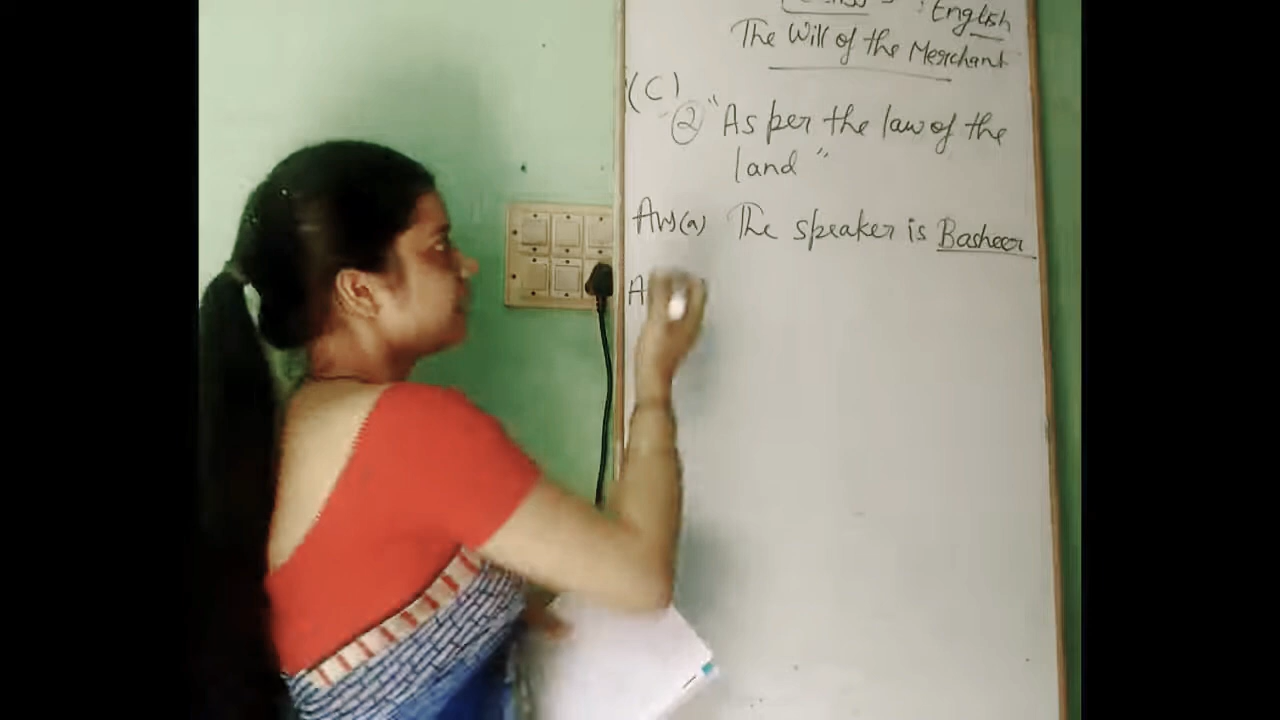 : English
The Will of the Merchant
(C)
② "As per the law of the
land"
Ans(a) The speaker is Basheer
A